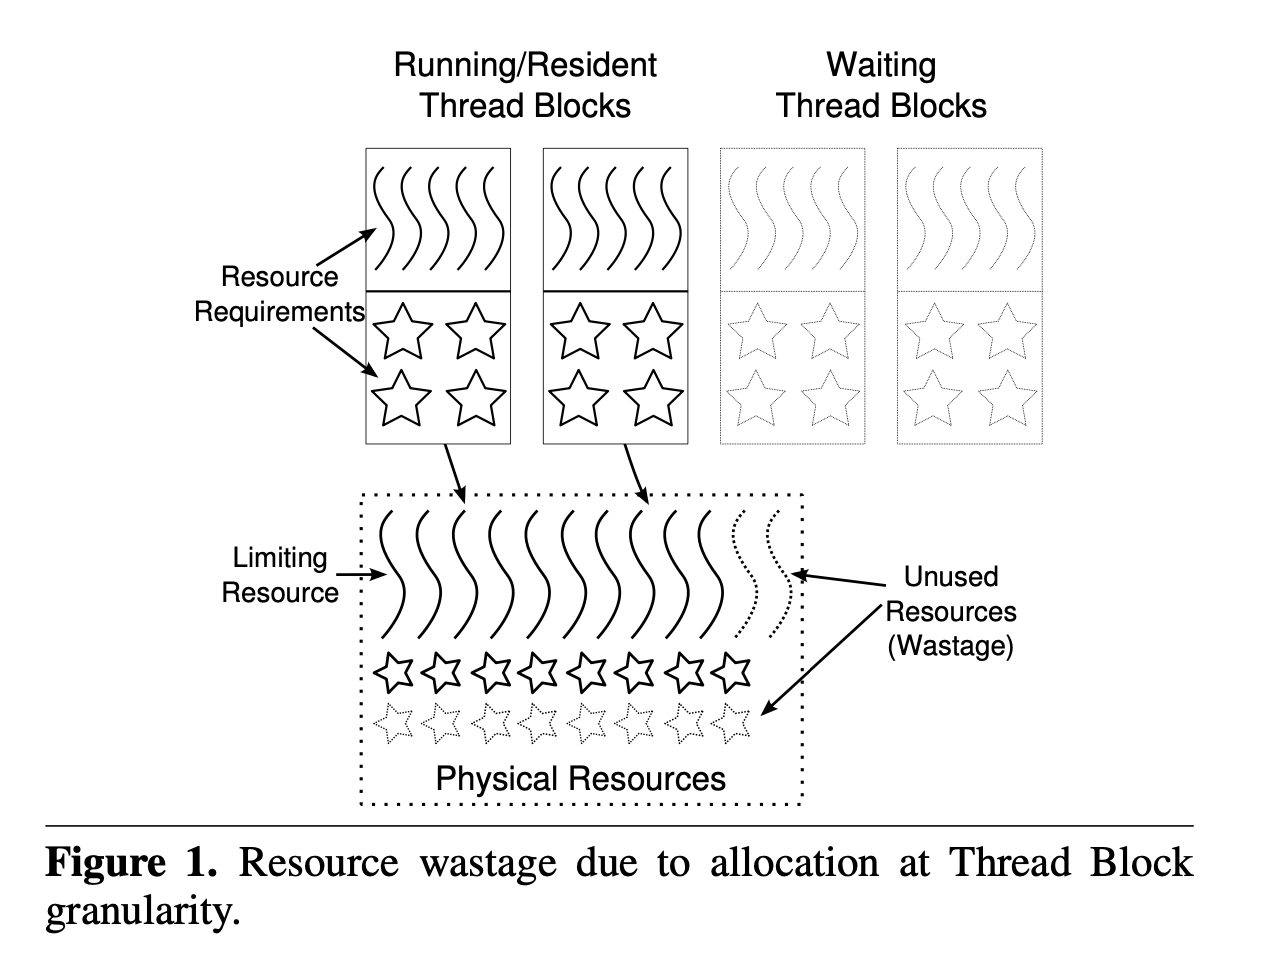 Running/Resident
Thread Blocks
Waiting
Thread Blocks
Resource
Requirements
Limiting
Resource
Unused
Resources
(Wastage)
Physical Resources
Figure 1. Resource wastage due to allocation at Thread Block
granularity.